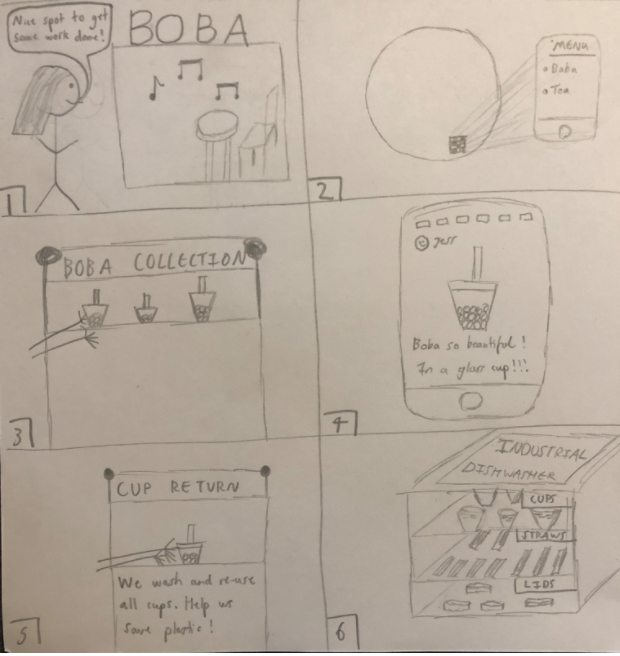 Nice spot to get
some work done!
BOBA
1
MENU
Boba
Tea
2
BOBA COLLECTION
3
Jess
Boba so beautiful!
In a glass cup!!!
4
CUP RETURN
We wash and re-use
all cups. Help us
save plastic!
5
INDUSTRIAL
DISHWASHER
CUPS
STRAWS
LIDS
6